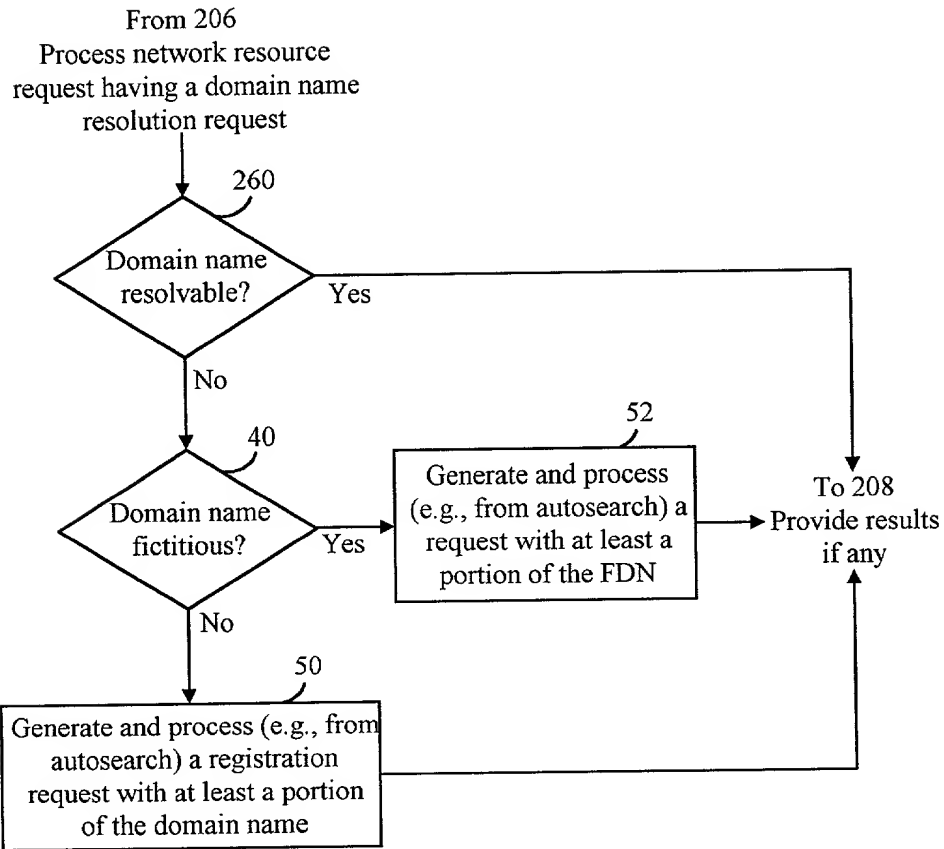 From 206
Process network resource
request having a domain name
resolution request
260
Domain name
resolvable?
Yes
No
40
Domain name
fictitious?
Yes
52
Generate and process
(e.g., from autosearch) a
request with at least a
portion of the FDN
To 208
Provide results
if any
No
50
Generate and process (e.g., from
autosearch) a registration
request with at least a portion
of the domain name